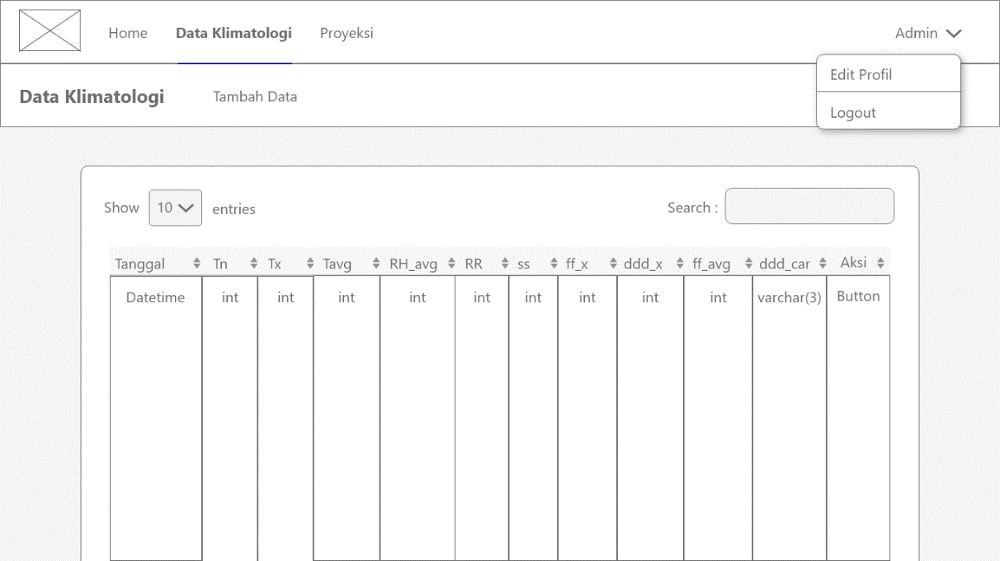 Home Data Klimatologi Proyeksi Admin
Edit Profil
Data Klimatologi Tambah Data
Logout
Show 10 entries Search :
Tanggal Tn Tx Tavg RH_avg RR ss ff_x ddd_x ff_avg ddd_car Aksi
Datetime int int int int int int int int int varchar(3) Button